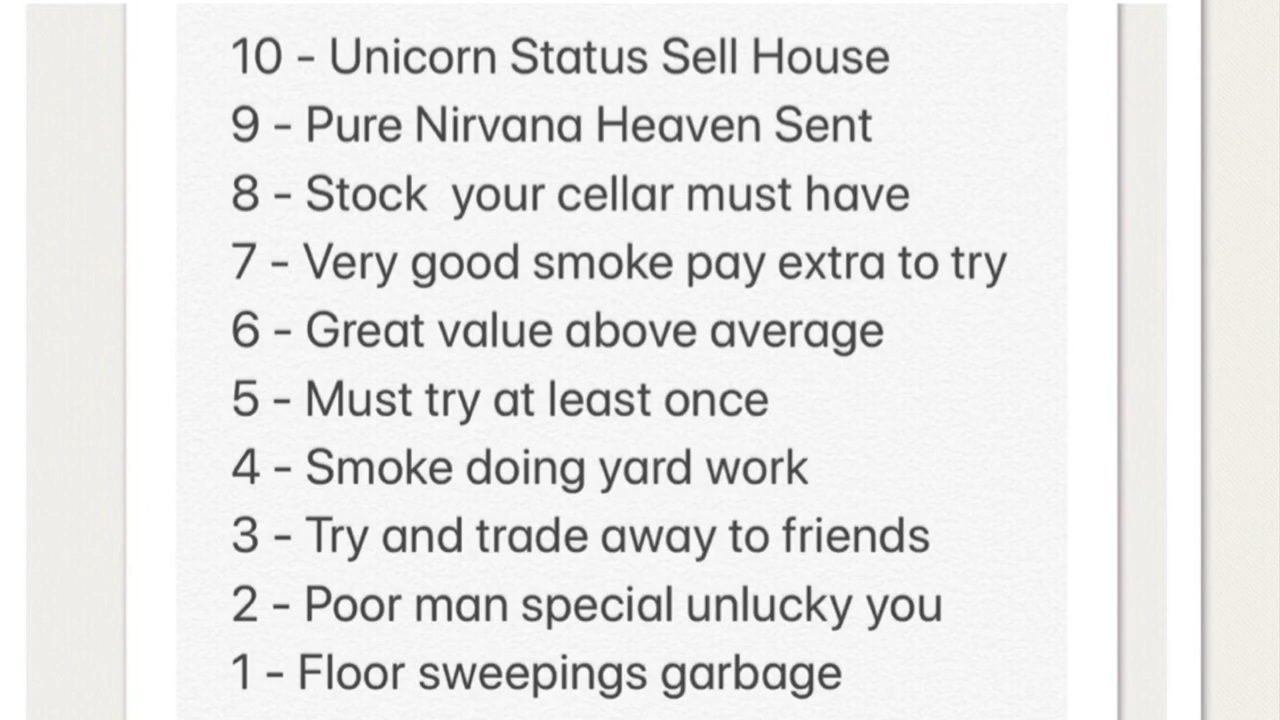 10 - Unicorn Status Sell House
9 - Pure Nirvana Heaven Sent
8 - Stock  your cellar must have
7 - Very good smoke pay extra to try
6 - Great value above average
5 - Must try at least once
4 - Smoke doing yard work
3 - Try and trade away to friends
2 - Poor man special unlucky you
1 - Floor sweepings garbage